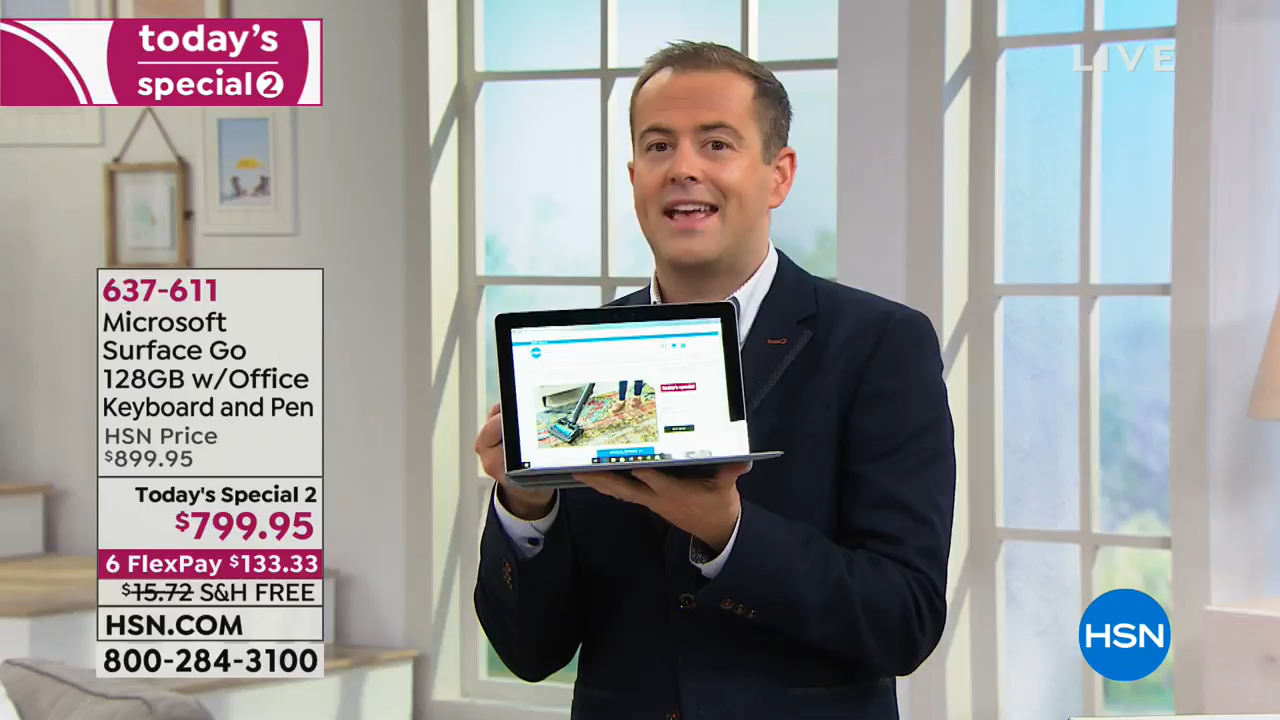 today's
special 2
LIVE
637-611
Microsoft
Surface Go
128GB w/Office
Keyboard and Pen
HSN Price
$899.95
Today's Special 2
$799.95
6 FlexPay $133.33
$15.72 S&H FREE
HSN.COM
800-284-3100
today's special
HSN